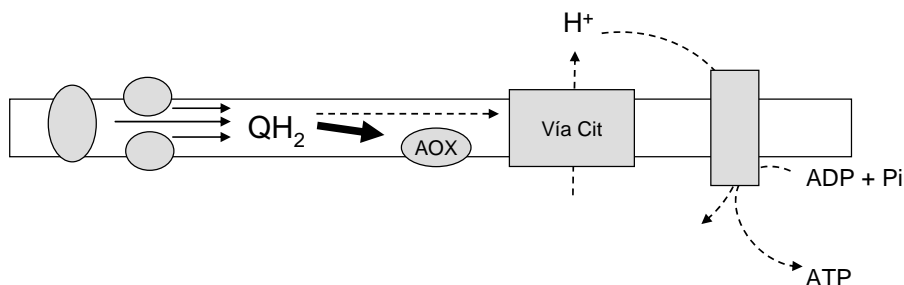 H⁺
QH₂
AOX
Vía Cit
ADP + Pi
ATP